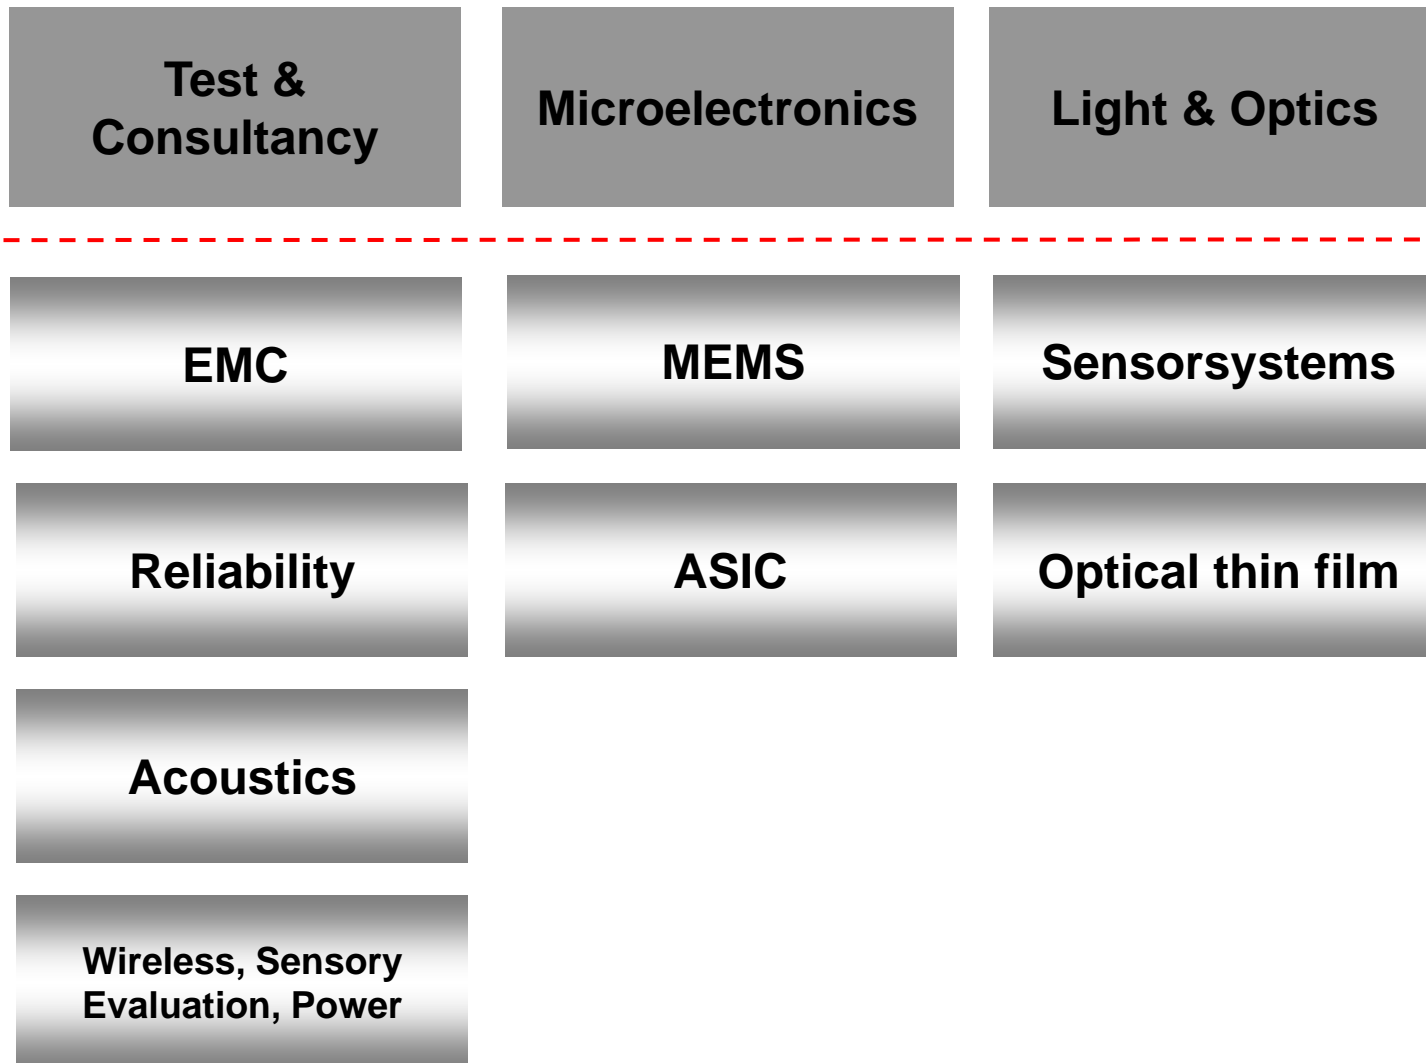 Test &
Consultancy
Microelectronics
Light & Optics
EMC
MEMS
Sensorsystems
Reliability
ASIC
Optical thin film
Acoustics
Wireless, Sensory
Evaluation, Power